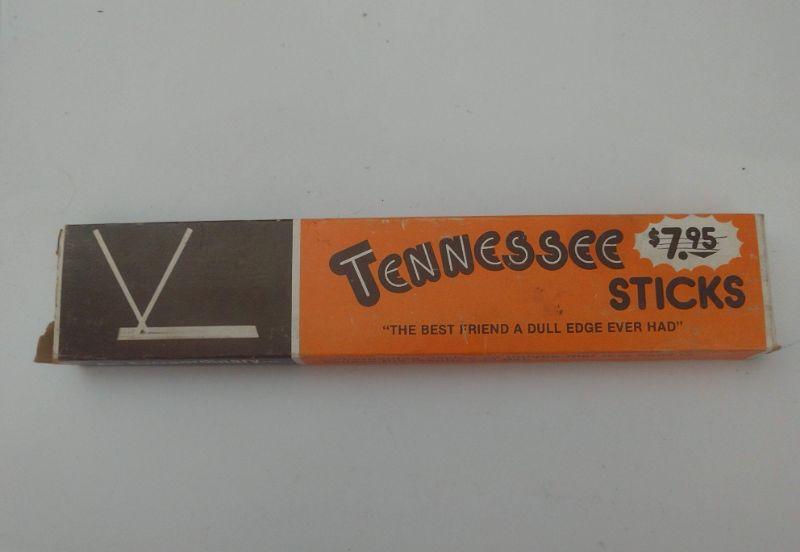 TENNESSEE
$7.95
STICKS
"THE BEST FRIEND A DULL EDGE EVER HAD"